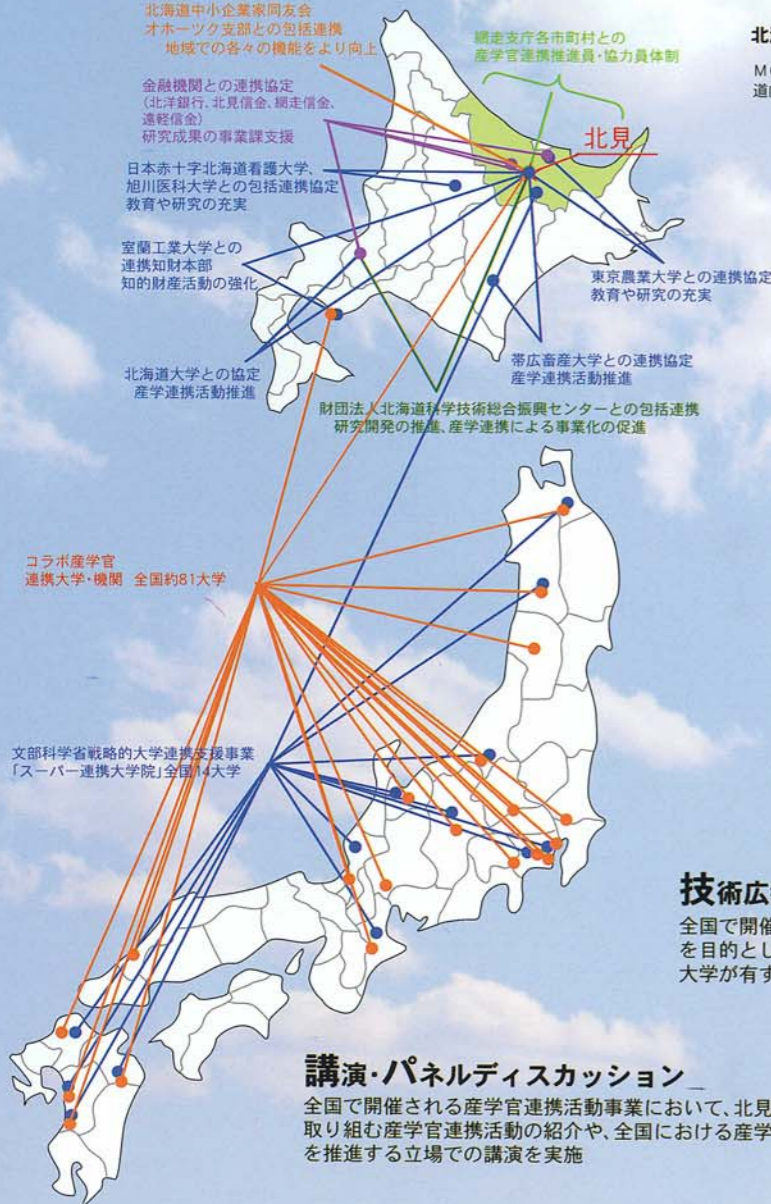 北海道中小企業家同友会
オホーツク支部との包括連携
地域での各々の機能をより向上
網走支庁各市町村との
産学官連携推進員・協力員体制
金融機関との連携協定
(北洋銀行、北見信金、網走信金、
遠軽信金)
研究成果の事業課支援
北見
日本赤十字北海道看護大学、
旭川医科大学との包括連携協定
教育や研究の充実
室蘭工業大学との
連携知財本部
知的財産活動の強化
東京農業大学との連携協定
教育や研究の充実
北海道大学との協定
産学連携活動推進
帯広畜産大学との連携協定
産学連携活動推進
財団法人北海道科学技術総合振興センターとの包括連携
研究開発の推進、産学連携による事業化の促進
コラボ産学官
連携大学・機関 全国約81大学
文部科学省戦略的大学連携支援事業
「スーパー連携大学院」全国14大学
技術広
全国で開催
を目的とし
大学が有す
講演・パネルディスカッション
全国で開催される産学官連携活動事業において、北見
取り組む産学官連携活動の紹介や、全国における産学
を推進する立場での講演を実施